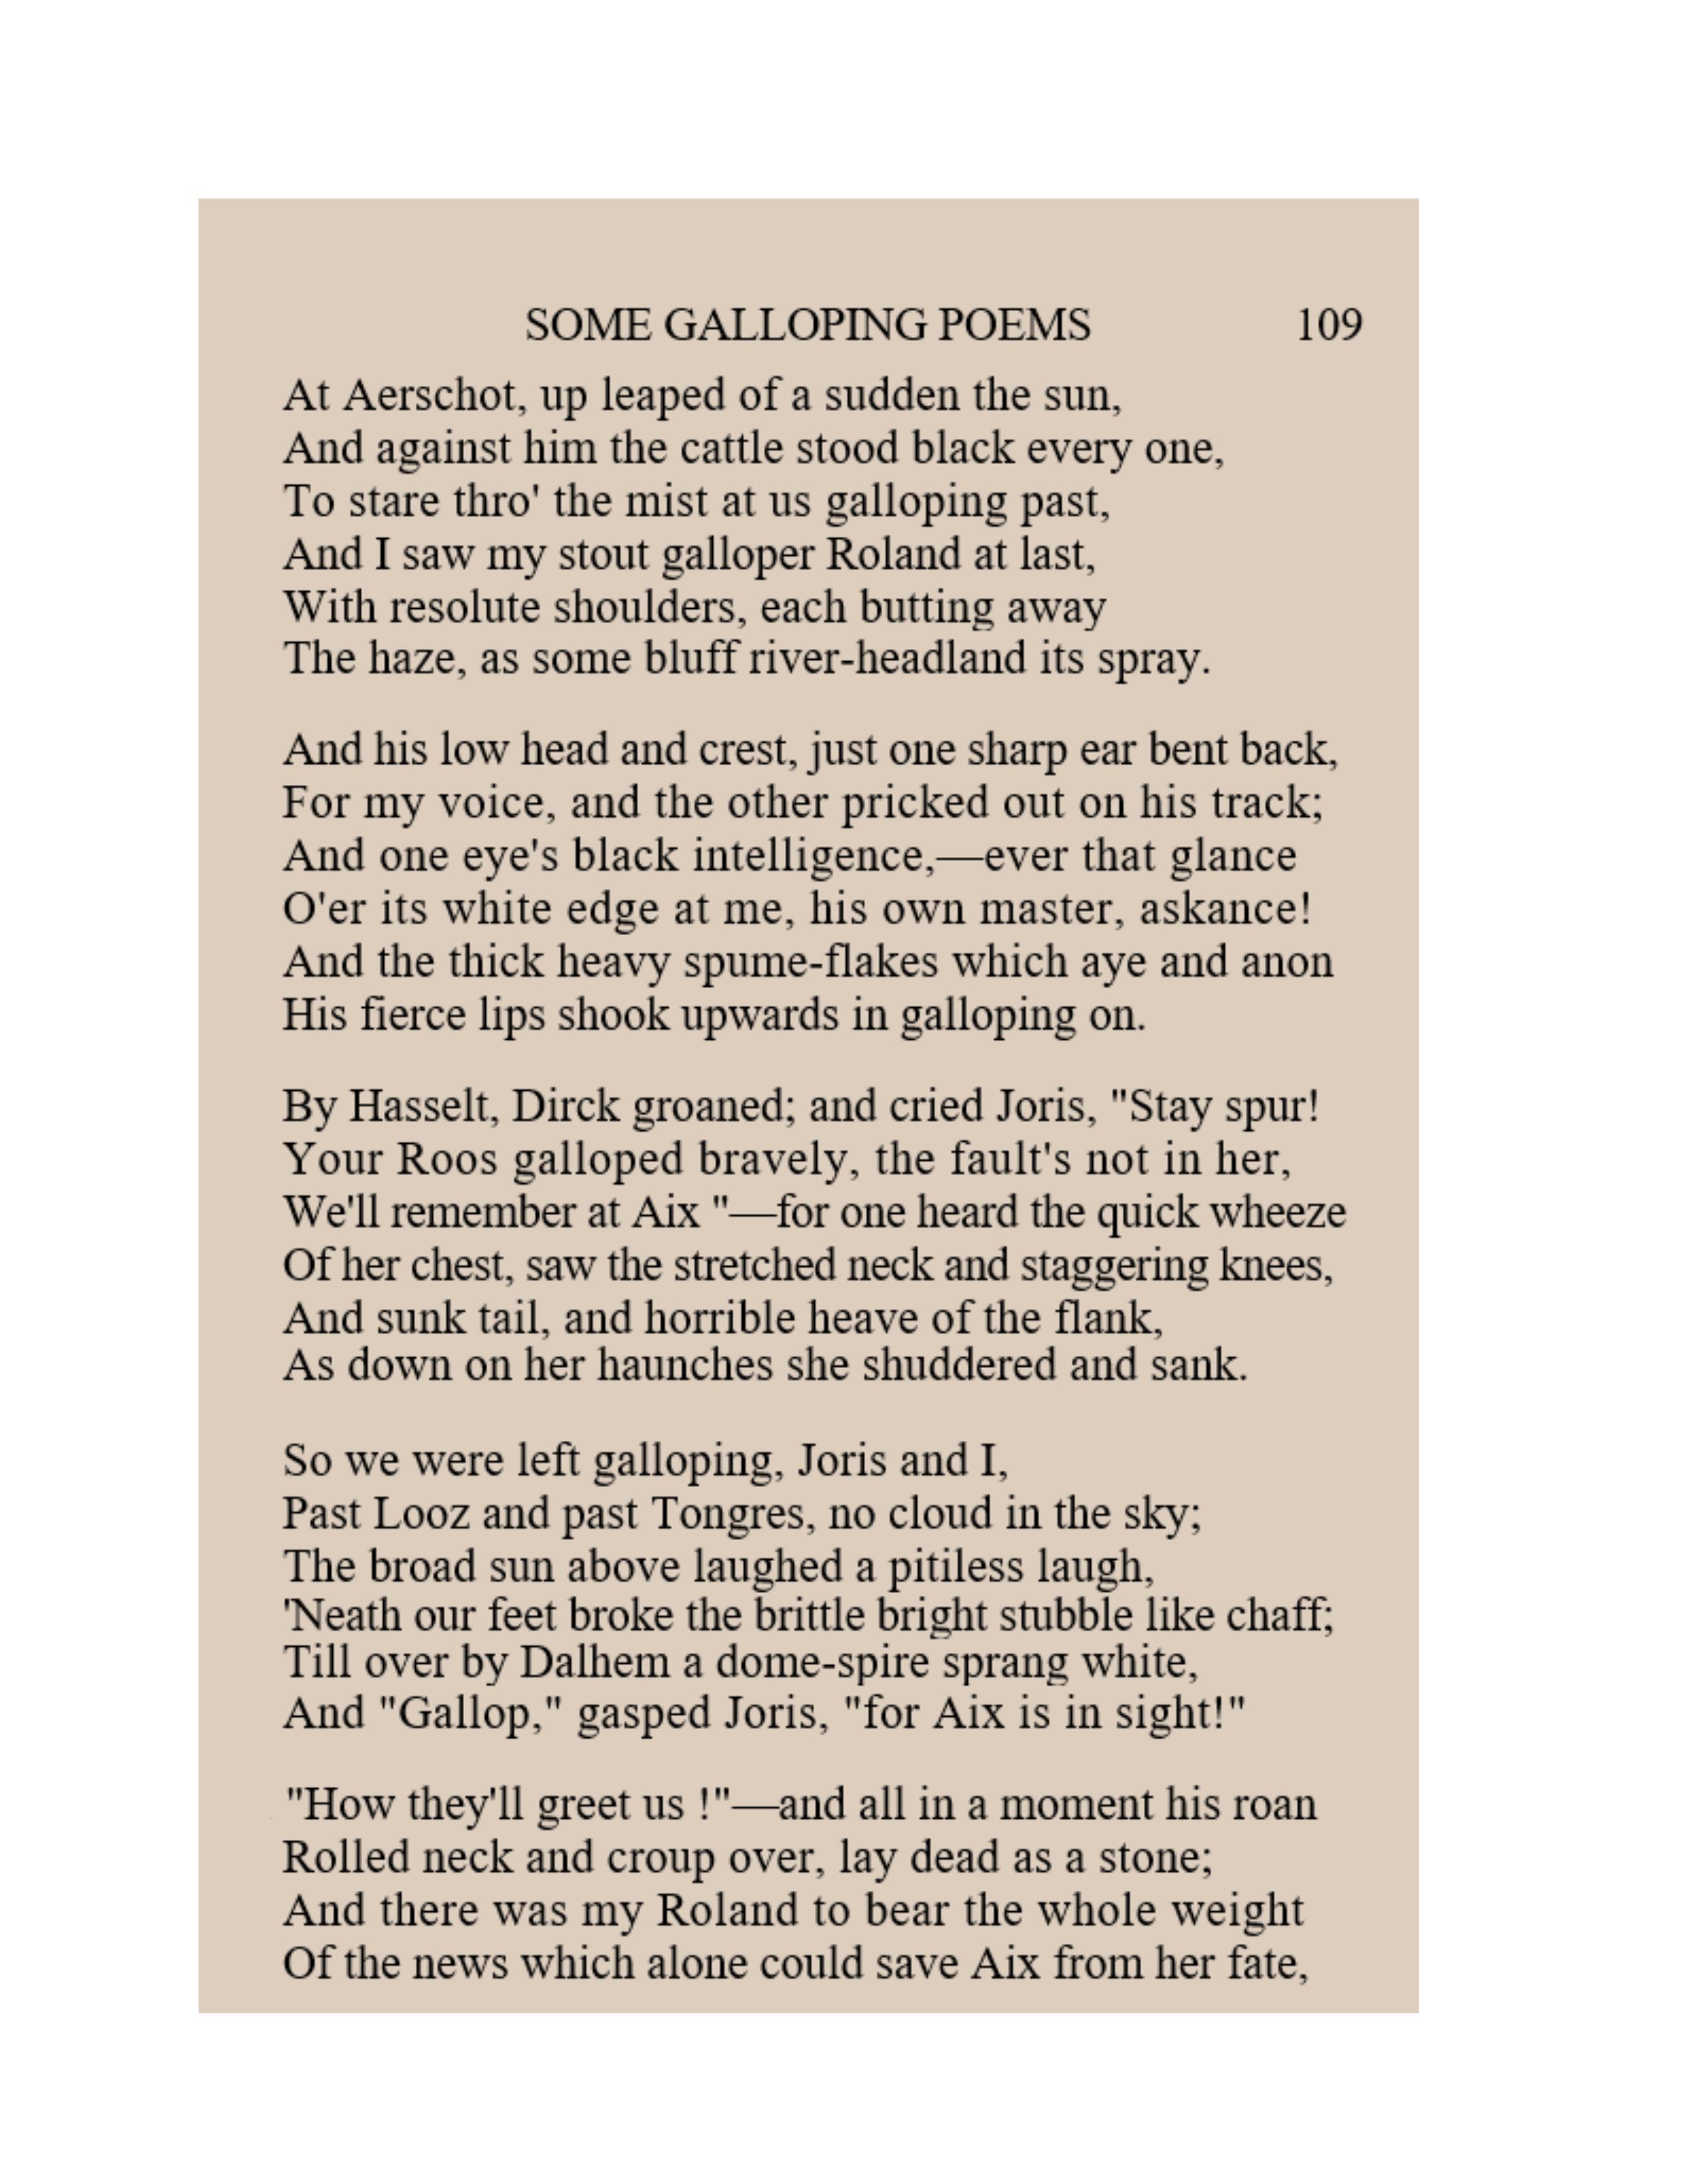 SOME GALLOPING POEMS 109
At Aerschot, up leaped of a sudden the sun,
And against him the cattle stood black every one,
To stare thro' the mist at us galloping past,
And I saw my stout galloper Roland at last,
With resolute shoulders, each butting away
The haze, as some bluff river-headland its spray.
And his low head and crest, just one sharp ear bent back,
For my voice, and the other pricked out on his track;
And one eye's black intelligence,—ever that glance
O'er its white edge at me, his own master, askance!
And the thick heavy spume-flakes which aye and anon
His fierce lips shook upwards in galloping on.
By Hasselt, Dirck groaned; and cried Joris, "Stay spur!
Your Roos galloped bravely, the fault's not in her,
We'll remember at Aix "—for one heard the quick wheeze
Of her chest, saw the stretched neck and staggering knees,
And sunk tail, and horrible heave of the flank,
As down on her haunches she shuddered and sank.
So we were left galloping, Joris and I,
Past Looz and past Tongres, no cloud in the sky;
The broad sun above laughed a pitiless laugh,
'Neath our feet broke the brittle bright stubble like chaff;
Till over by Dalhem a dome-spire sprang white,
And "Gallop," gasped Joris, "for Aix is in sight!"
"How they'll greet us !"—and all in a moment his roan
Rolled neck and croup over, lay dead as a stone;
And there was my Roland to bear the whole weight
Of the news which alone could save Aix from her fate,